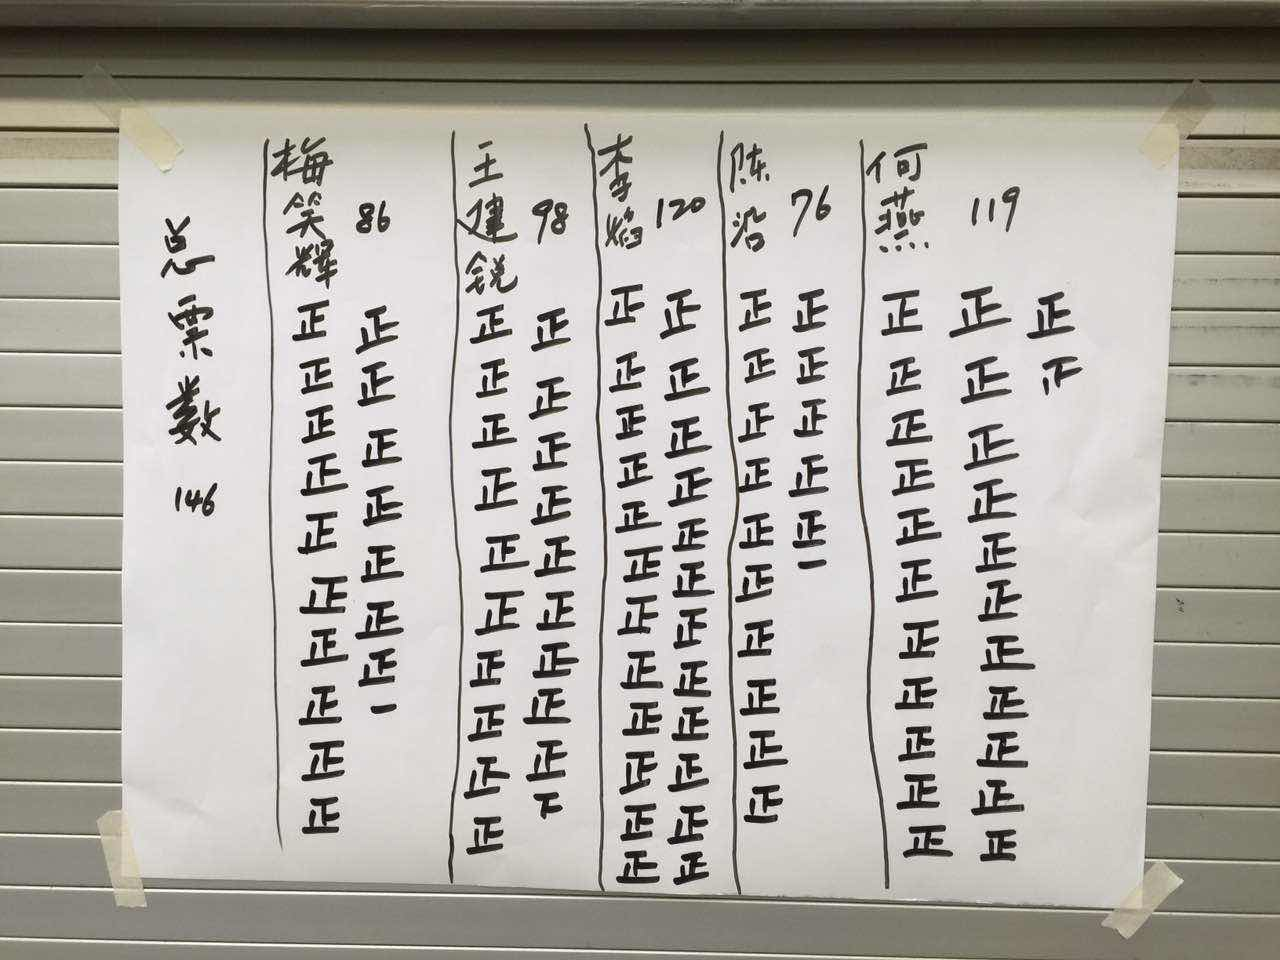 总票数 146
梅笑辉
86
正正正正正正正正正正
正正正正正正正一
王建锐
98
正正正正正正正正正正
正正正正正正正正正下
李焰
120
正正正正正正正正正正正正
正正正正正正正正正正正正
陈沿
76
正正正正正正正正正正
正正正正正一
何燕
119
正正正正正正正正正正正
正正正正正正正正正正正
正